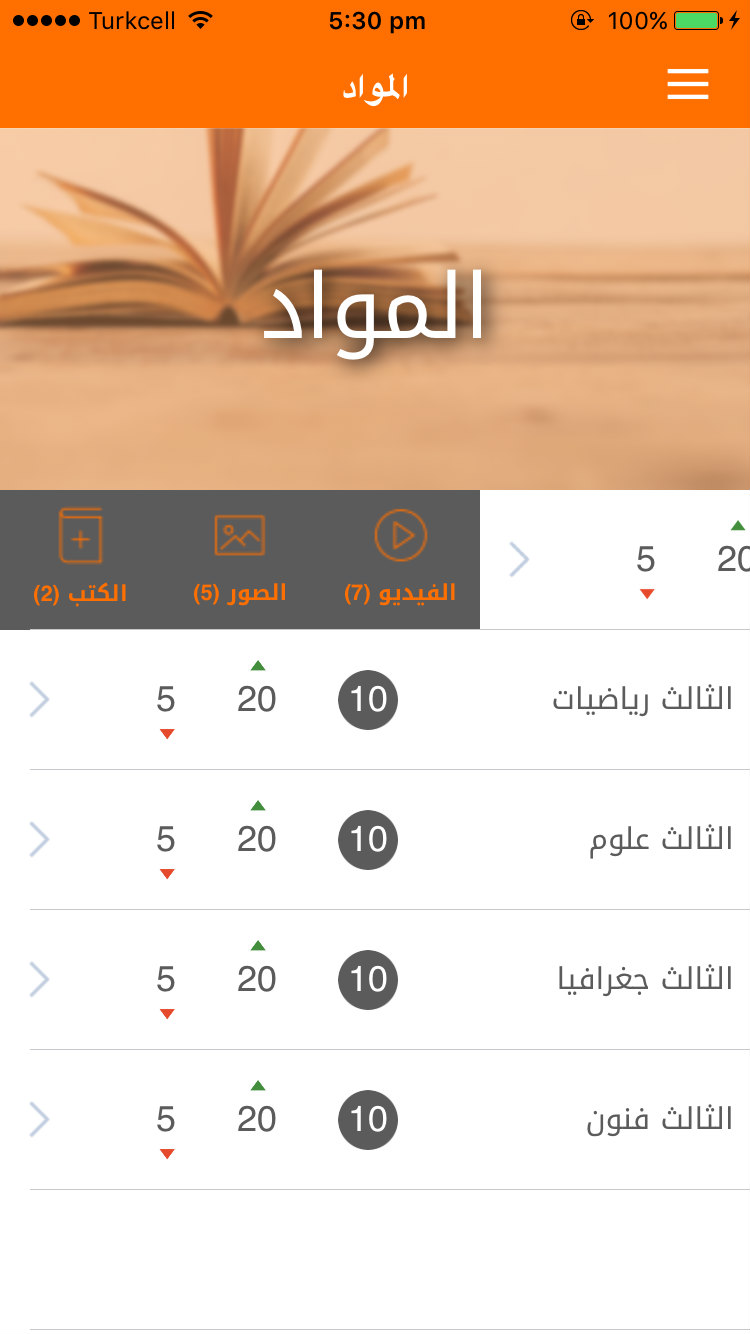 Turkcell 5:30 pm 100%
المواد
المواد
20 5
الفيديو (7) الصور (5) الكتب (2)
الثالث رياضيات 10 20 5
الثالث علوم 10 20 5
الثالث جغرافيا 10 20 5
الثالث فنون 10 20 5